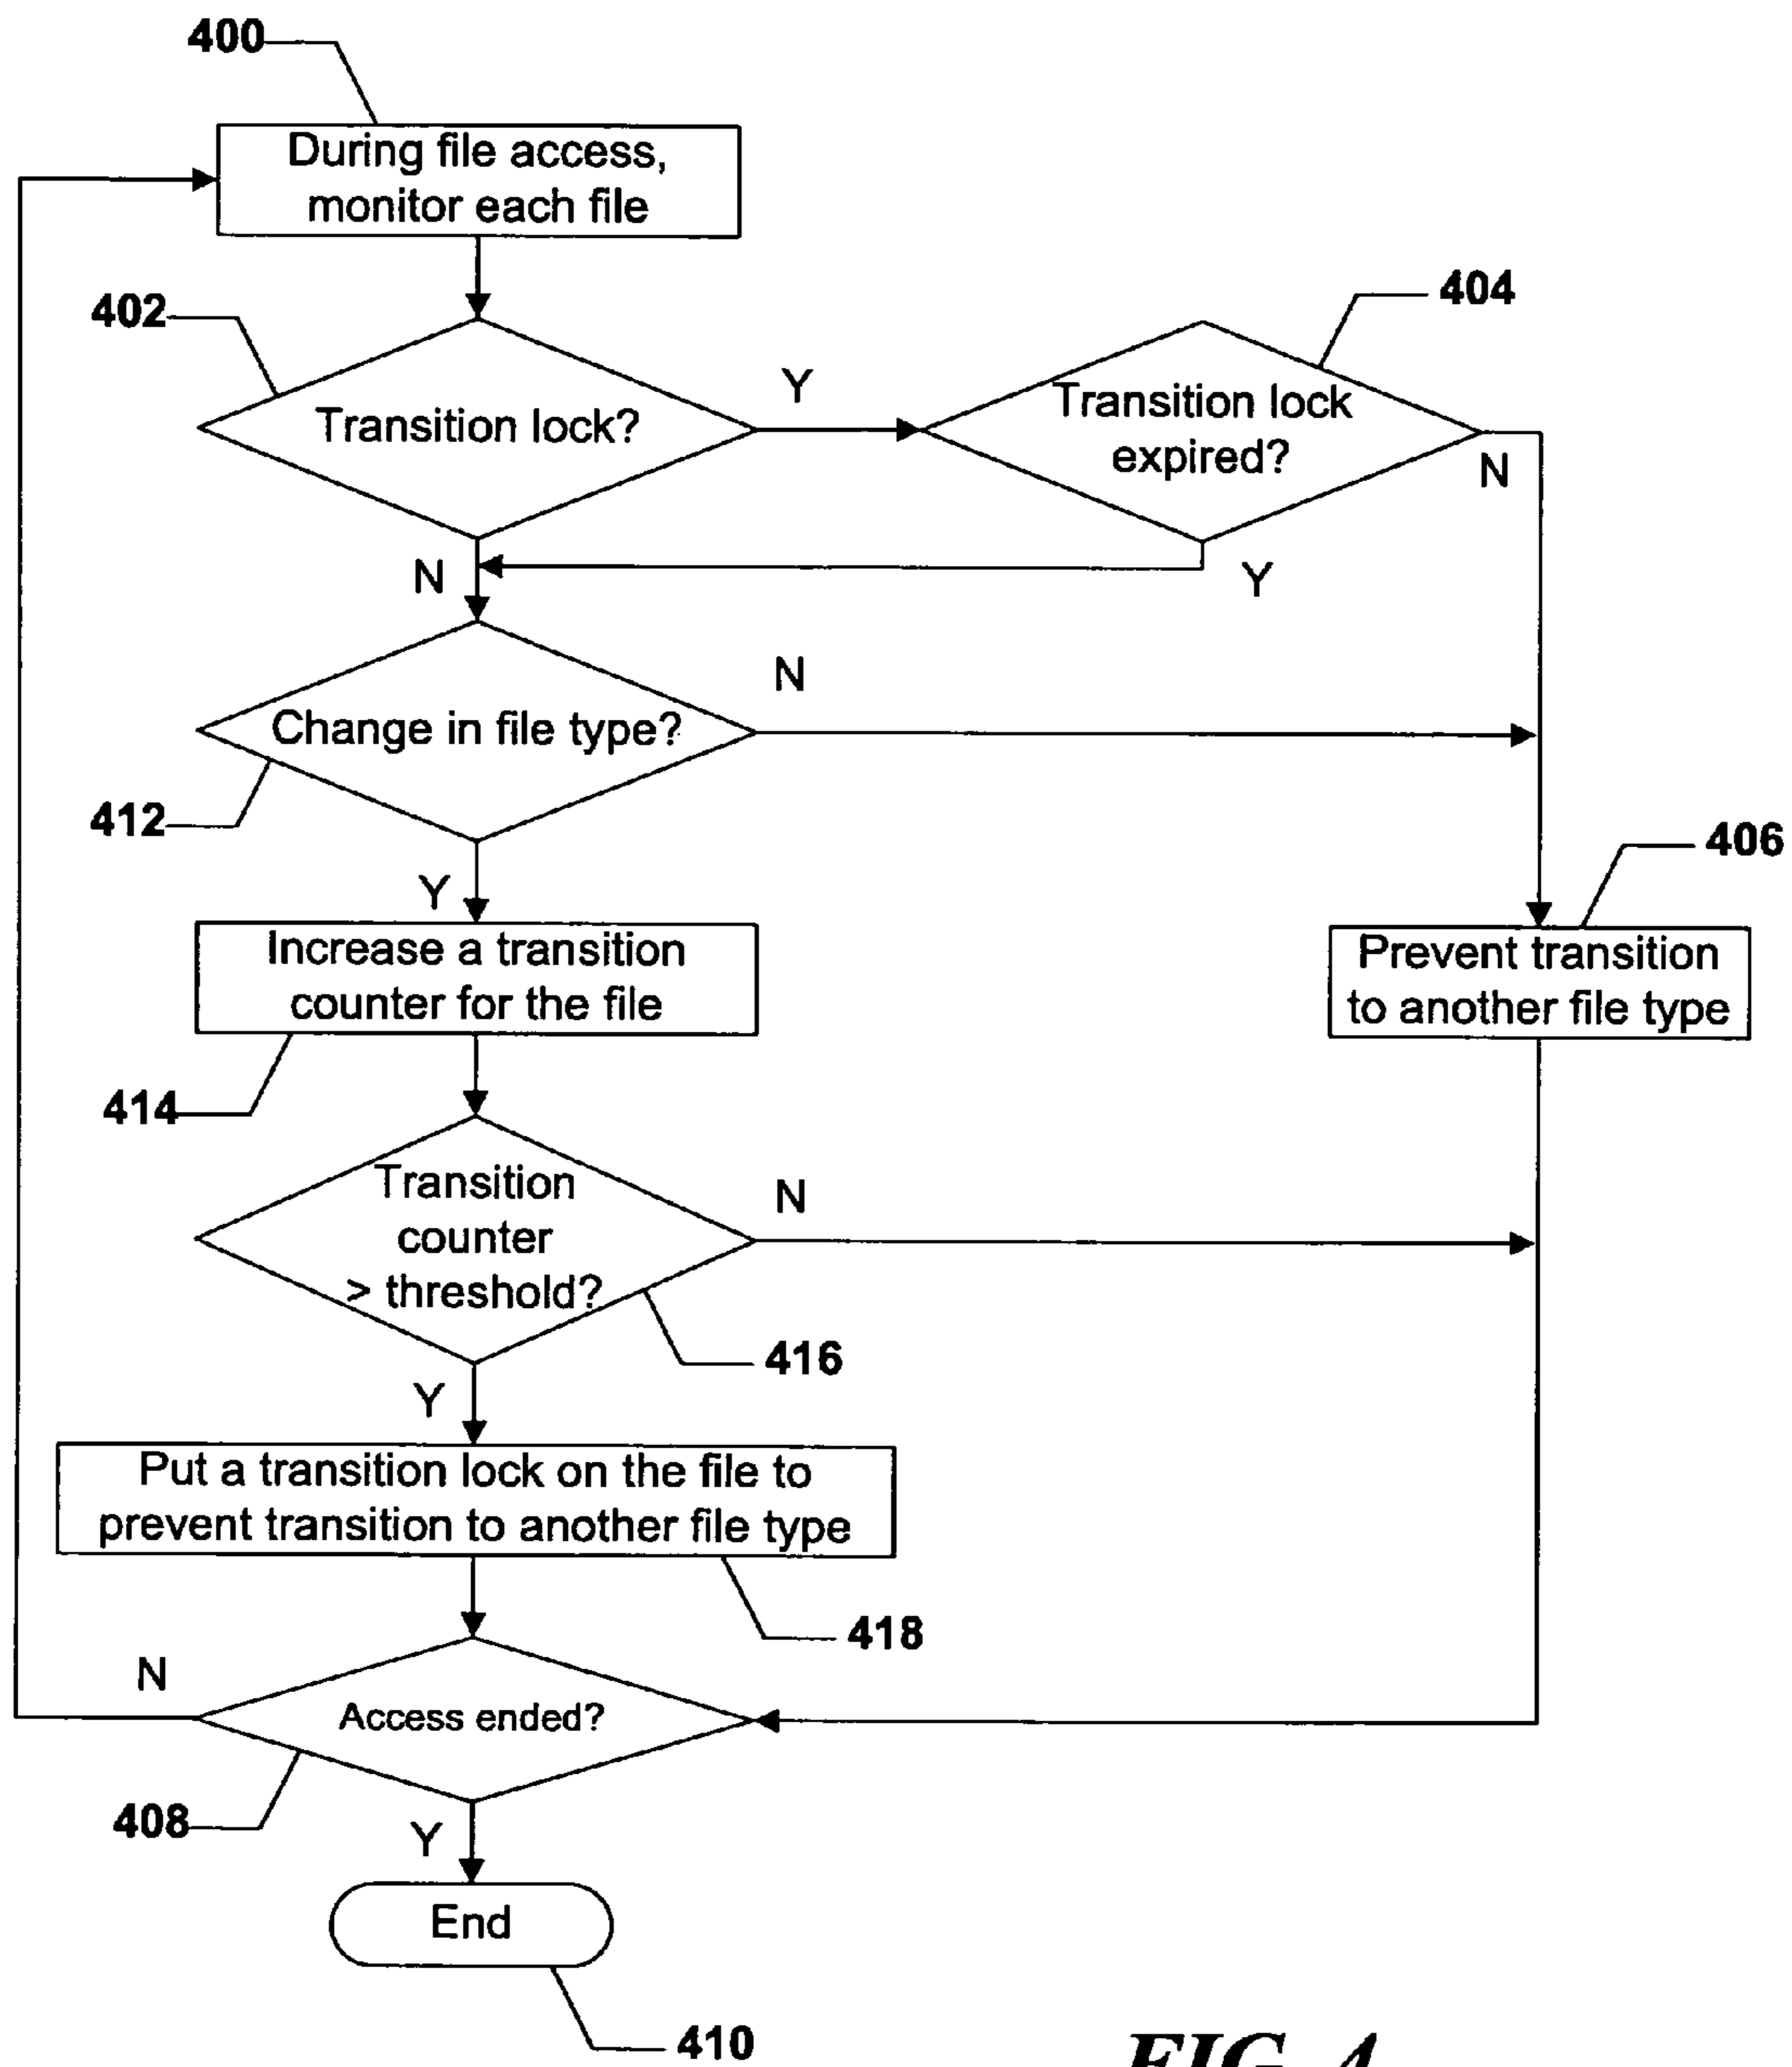 400
During file access,
monitor each file
402
Transition lock?
Y
404
Transition lock
expired?
N
N
Y
Change in file type?
N
412
Y
406
Increase a transition
counter for the file
Prevent transition
to another file type
414
Transition
counter
> threshold?
N
416
Y
Put a transition lock on the file to
prevent transition to another file type
418
N
Access ended?
408
Y
End
410
FIG. 4